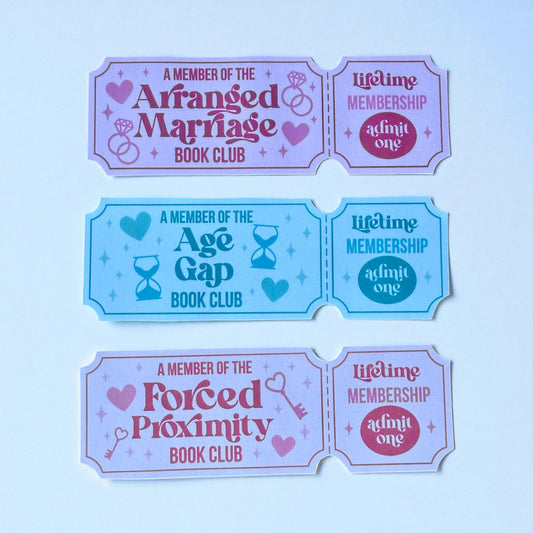 A MEMBER OF THE
Arranged
Marriage
BOOK CLUB
Lifetime
MEMBERSHIP
admit
one
A MEMBER OF THE
Age
Gap
BOOK CLUB
Lifetime
MEMBERSHIP
admit
one
A MEMBER OF THE
Forced
Proximity
BOOK CLUB
Lifetime
MEMBERSHIP
admit
one